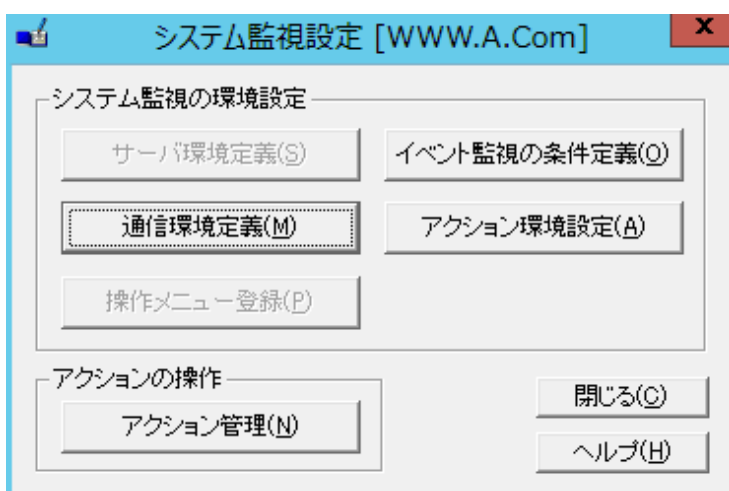 システム監視設定 [WWW.A.Com]
x
システム監視の環境設定
サーバ環境定義(S)
イベント監視の条件定義(O)
通信環境定義(M)
アクション環境設定(A)
操作メニュー登録(P)
アクションの操作
アクション管理(N)
閉じる(C)
ヘルプ(H)